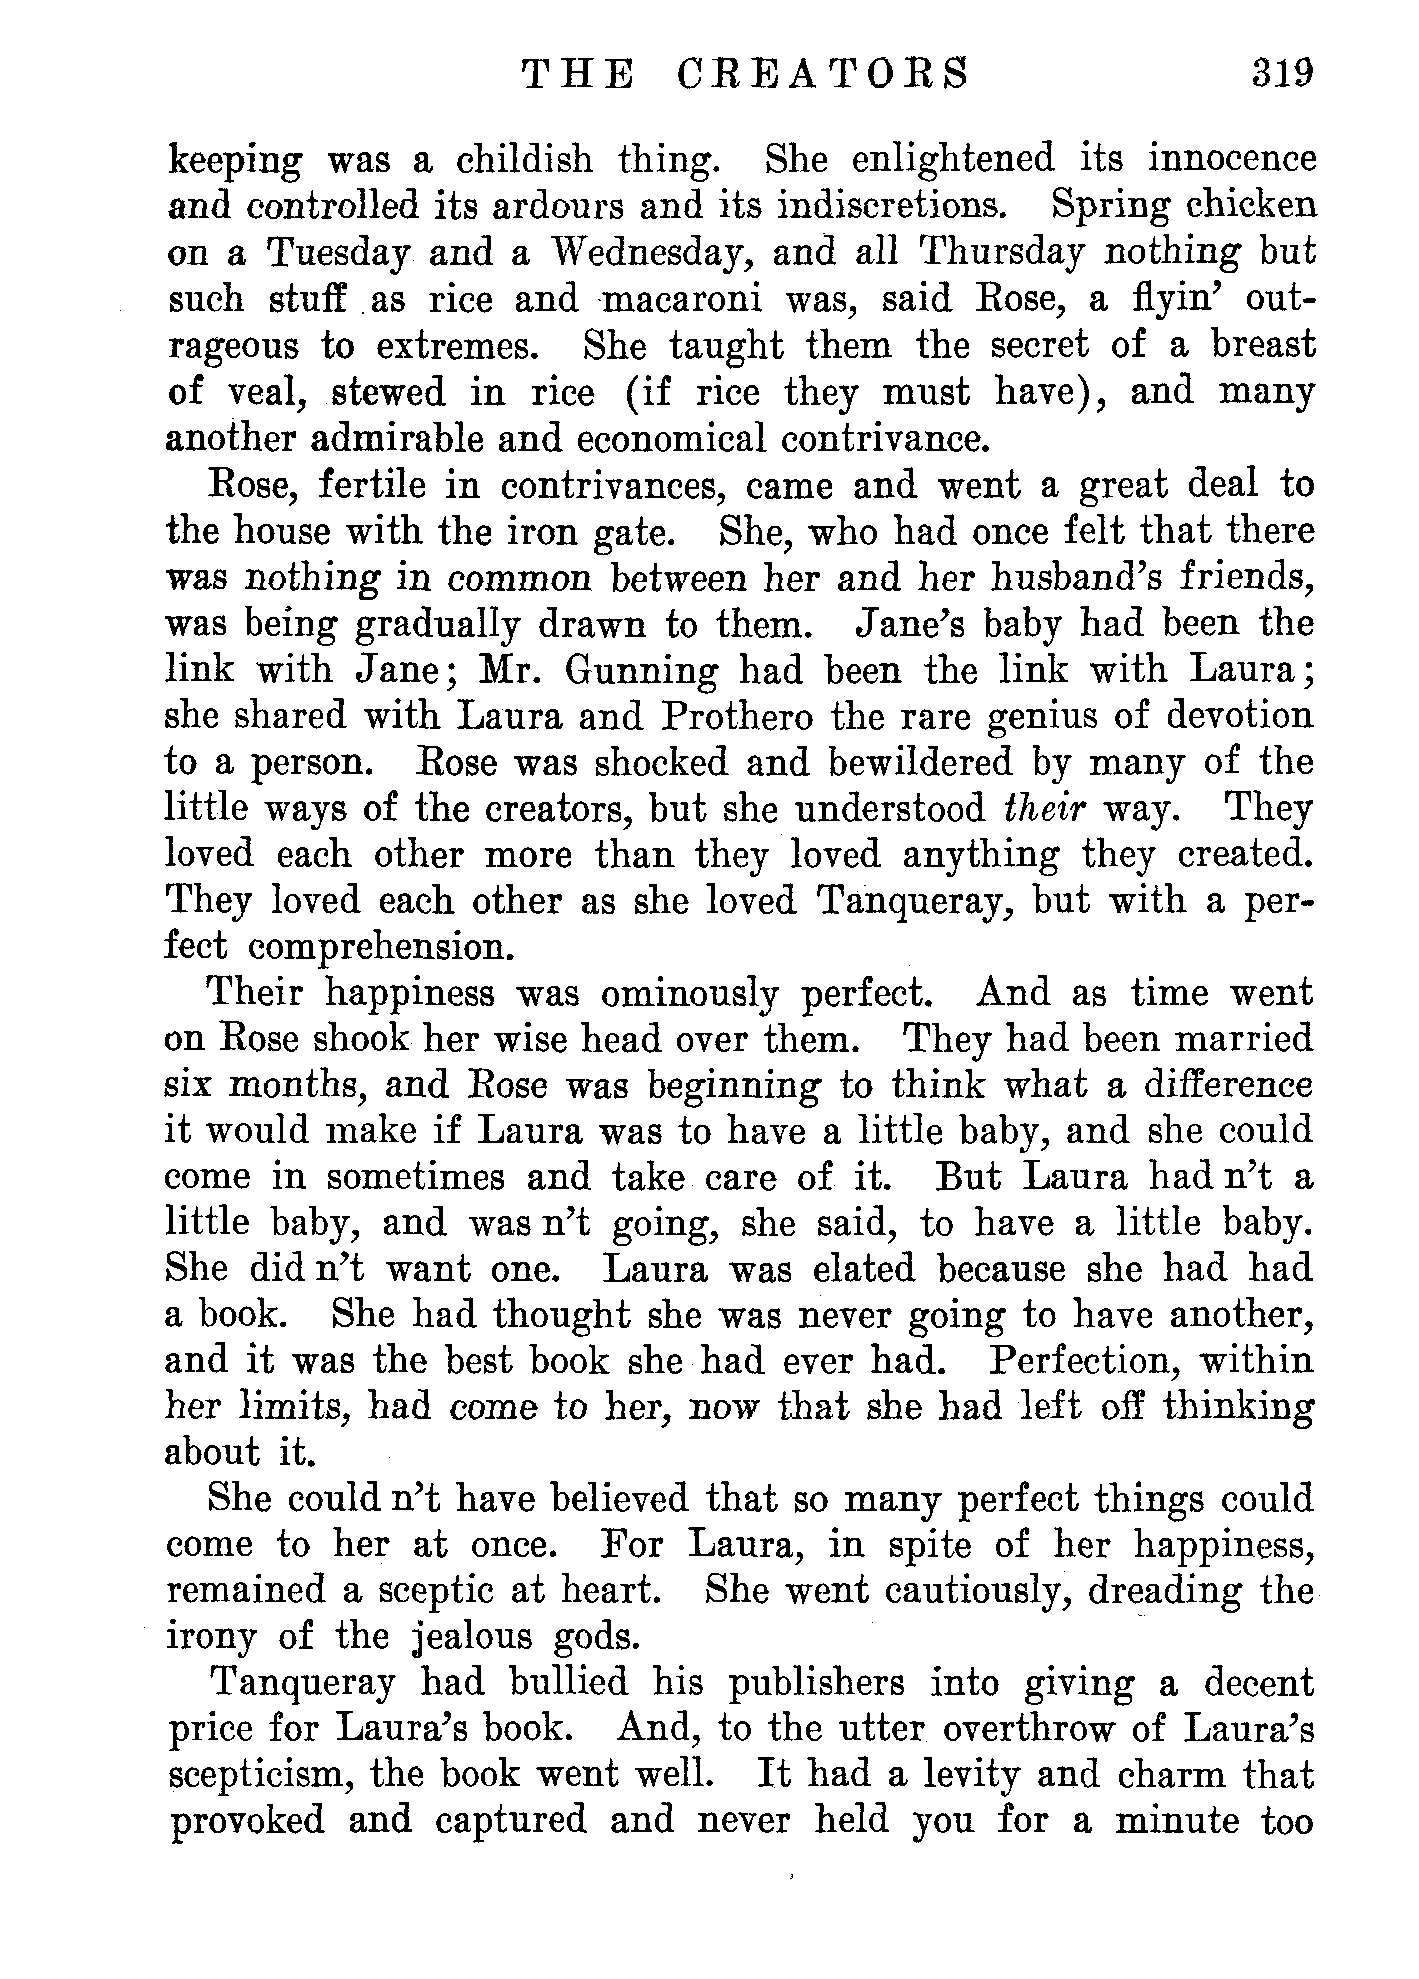 THE CREATORS 319
keeping was a childish thing. She enlightened its innocence
and controlled its ardours and its indiscretions. Spring chicken
on a Tuesday and a Wednesday, and all Thursday nothing but
such stuff as rice and macaroni was, said Rose, a flyin' out-
rageous to extremes. She taught them the secret of a breast
of veal, stewed in rice (if rice they must have), and many
another admirable and economical contrivance.
Rose, fertile in contrivances, came and went a great deal to
the house with the iron gate. She, who had once felt that there
was nothing in common between her and her husband's friends,
was being gradually drawn to them. Jane's baby had been the
link with Jane; Mr. Gunning had been the link with Laura;
she shared with Laura and Prothero the rare genius of devotion
to a person. Rose was shocked and bewildered by many of the
little ways of the creators, but she understood their way. They
loved each other more than they loved anything they created.
They loved each other as she loved Tanqueray, but with a per-
fect comprehension.
Their happiness was ominously perfect. And as time went
on Rose shook her wise head over them. They had been married
six months, and Rose was beginning to think what a difference
it would make if Laura was to have a little baby, and she could
come in sometimes and take care of it. But Laura had n't a
little baby, and was n't going, she said, to have a little baby.
She did n't want one. Laura was elated because she had had
a book. She had thought she was never going to have another,
and it was the best book she had ever had. Perfection, within
her limits, had come to her, now that she had left off thinking
about it.
She could n't have believed that so many perfect things could
come to her at once. For Laura, in spite of her happiness,
remained a sceptic at heart. She went cautiously, dreading the
irony of the jealous gods.
Tanqueray had bullied his publishers into giving a decent
price for Laura's book. And, to the utter overthrow of Laura's
scepticism, the book went well. It had a levity and charm that
provoked and captured and never held you for a minute too